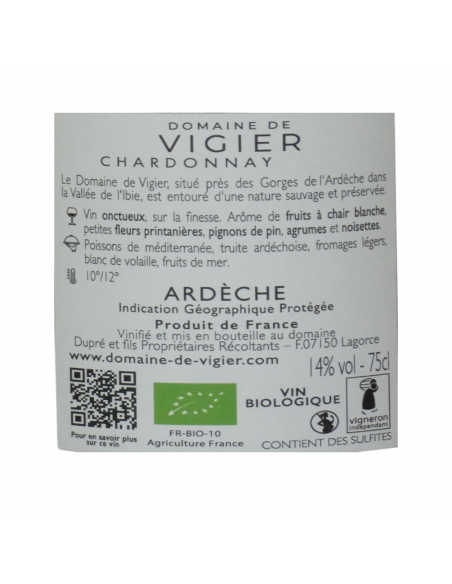 DOMAINE DE
VIGIER
CHARDONNAY
Le Domaine de Vigier, situé près des Gorges de l'Ardèche dans
la Vallée de l'Ibie, est entouré d'une nature sauvage et préservée.
Vin onctueux, sur la finesse. Arôme de fruits à chair blanche,
petites fleurs printanières, pignons de pin, agrumes et noisettes.
Poissons de méditerranée, truite ardéchoise, fromages légers,
blanc de volaille, fruits de mer.
10°/12°
ARDÈCHE
Indication Géographique Protégée
Produit de France
Vinifié et mis en bouteille au domaine
Dupré et fils Propriétaires Récoltants – F.07150 Lagorce
www.domaine-de-vigier.com
14% vol - 75cl
Pour en savoir plus
sur ce vin
FR-BIO-10
Agriculture France
VIN
BIOLOGIQUE
vigneron
indépendant
CONTIENT DES SULFITES